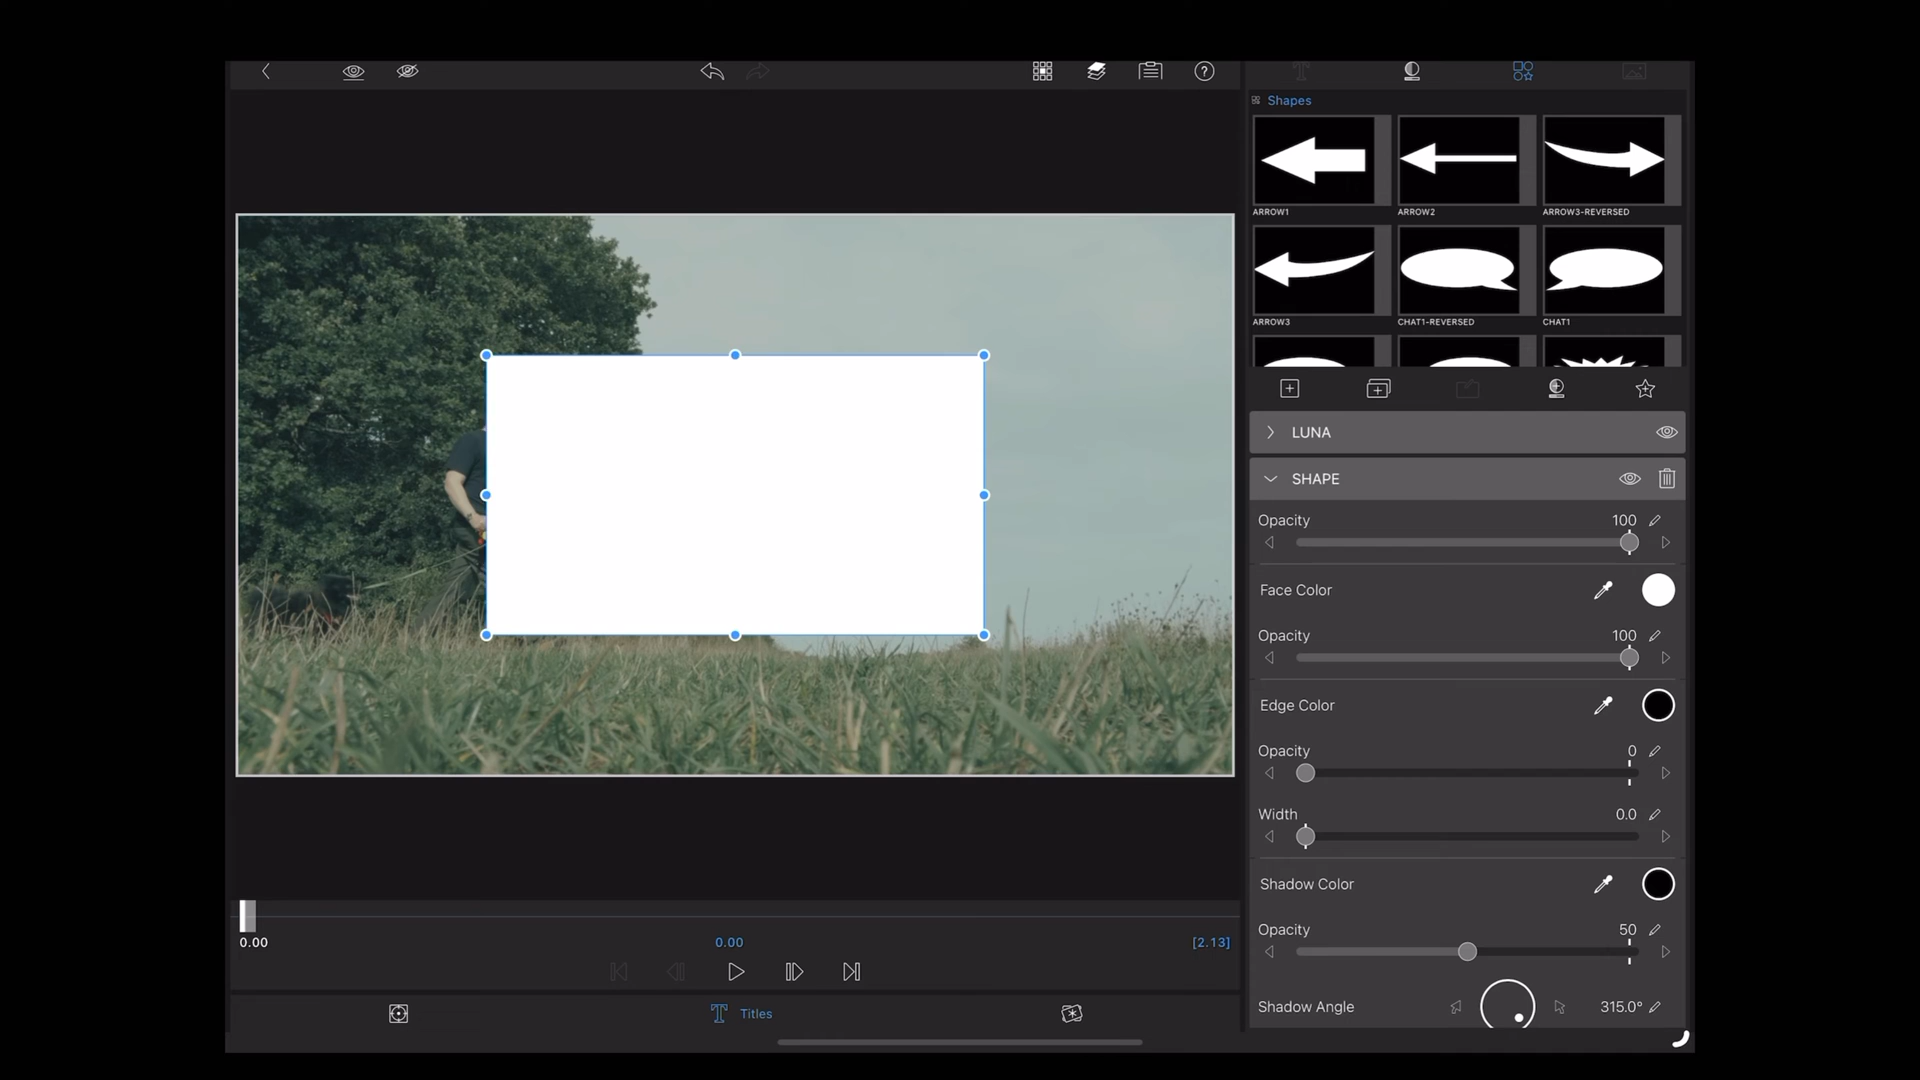 Shapes
ARROW1
ARROW2
ARROW3-REVERSED
ARROW3
CHAT1-REVERSED
CHAT1
LUNA
SHAPE
Opacity 100
Face Color
Opacity 100
Edge Color
Opacity 0
Width 0.0
Shadow Color
Opacity 50
Shadow Angle 315.0°
0.00 0.00 [2.13]
Titles